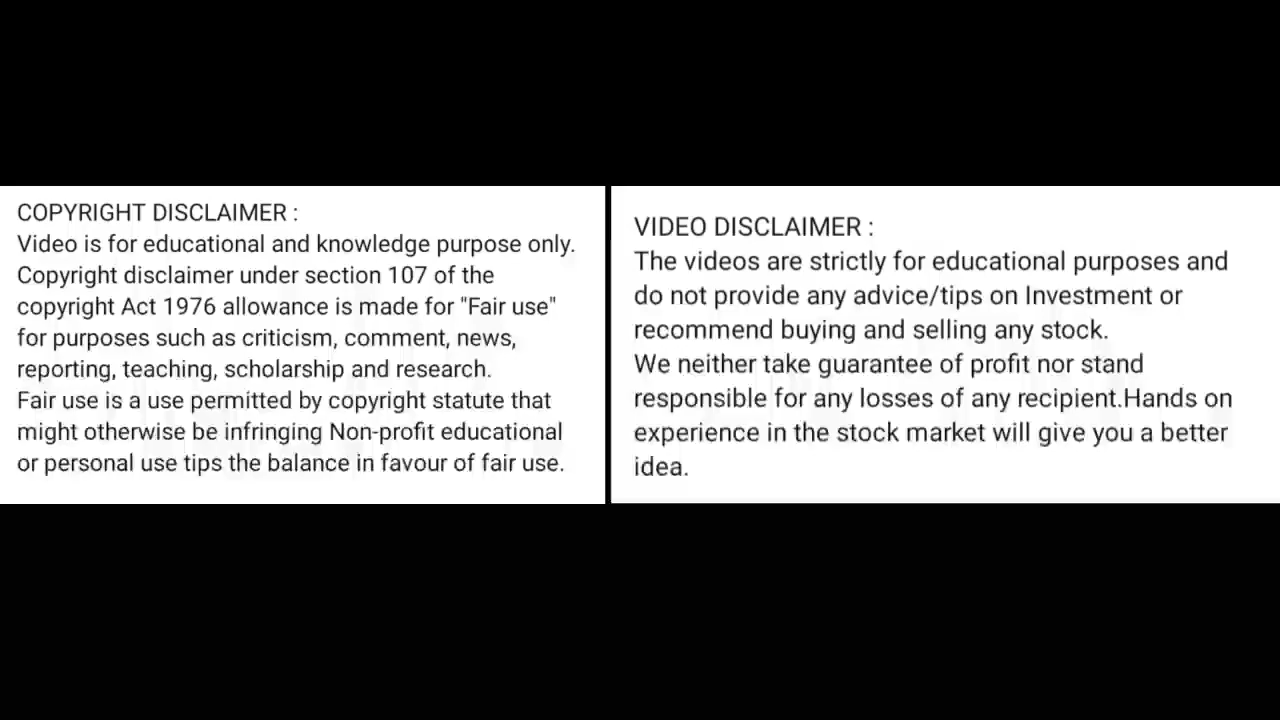 COPYRIGHT DISCLAIMER :
Video is for educational and knowledge purpose only.
Copyright disclaimer under section 107 of the
copyright Act 1976 allowance is made for "Fair use"
for purposes such as criticism, comment, news,
reporting, teaching, scholarship and research.
Fair use is a use permitted by copyright statute that
might otherwise be infringing Non-profit educational
or personal use tips the balance in favour of fair use.
VIDEO DISCLAIMER :
The videos are strictly for educational purposes and
do not provide any advice/tips on Investment or
recommend buying and selling any stock.
We neither take guarantee of profit nor stand
responsible for any losses of any recipient.Hands on
experience in the stock market will give you a better
idea.